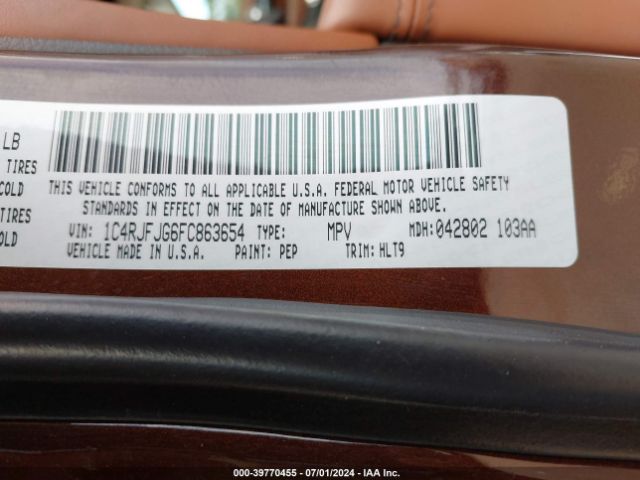 LB
TIRES
COLD
TIRES
OLD
THIS VEHICLE CONFORMS TO ALL APPLICABLE U.S.A. FEDERAL MOTOR VEHICLE SAFETY
STANDARDS IN EFFECT ON THE DATE OF MANUFACTURE SHOWN ABOVE.
VIN: 1C4RJFJG6FC863654 TYPE: MPV MDH: 042802 103AA
VEHICLE MADE IN U.S.A. PAINT: PEP TRIM: HLT9
000-39770455 - 07/01/2024 - IAA Inc.